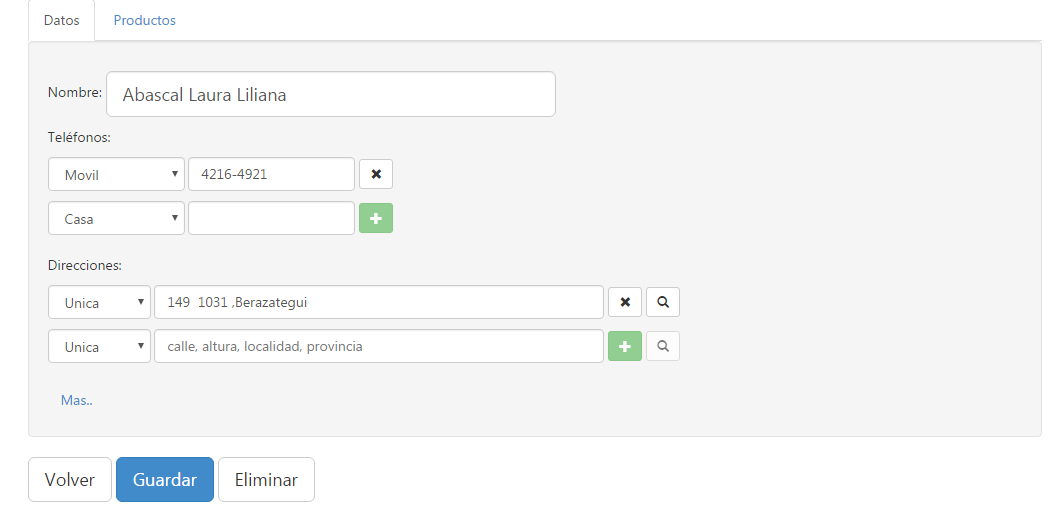 Datos Productos
Nombre: Abascal Laura Liliana
Teléfonos:
Movil 4216-4921
Casa
Direcciones:
Unica 149 1031 ,Berazategui
Unica calle, altura, localidad, provincia
Mas..
Volver Guardar Eliminar